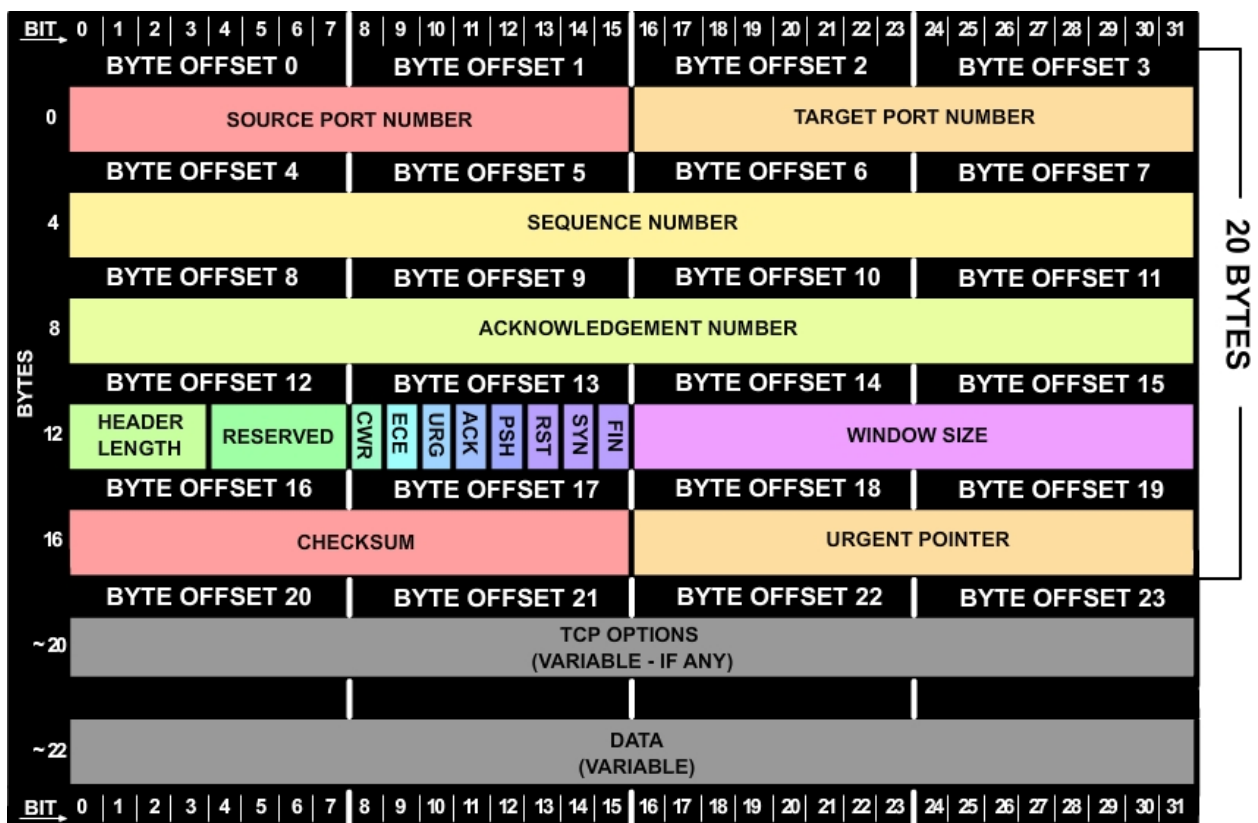 BIT 0 1 2 3 4 5 6 7 8 9 10 11 12 13 14 15 16 17 18 19 20 21 22 23 24 25 26 27 28 29 30 31
BYTE OFFSET 0 BYTE OFFSET 1 BYTE OFFSET 2 BYTE OFFSET 3
0 SOURCE PORT NUMBER TARGET PORT NUMBER
BYTE OFFSET 4 BYTE OFFSET 5 BYTE OFFSET 6 BYTE OFFSET 7
4 SEQUENCE NUMBER
BYTE OFFSET 8 BYTE OFFSET 9 BYTE OFFSET 10 BYTE OFFSET 11
8 ACKNOWLEDGEMENT NUMBER
BYTE OFFSET 12 BYTE OFFSET 13 BYTE OFFSET 14 BYTE OFFSET 15
12 HEADER LENGTH RESERVED CWR ECE URG ACK PSH RST SYN FIN WINDOW SIZE
BYTE OFFSET 16 BYTE OFFSET 17 BYTE OFFSET 18 BYTE OFFSET 19
16 CHECKSUM URGENT POINTER
BYTE OFFSET 20 BYTE OFFSET 21 BYTE OFFSET 22 BYTE OFFSET 23
~20 TCP OPTIONS
(VARIABLE - IF ANY)
~22 DATA
(VARIABLE)
BIT 0 1 2 3 4 5 6 7 8 9 10 11 12 13 14 15 16 17 18 19 20 21 22 23 24 25 26 27 28 29 30 31
BYTES
20 BYTES